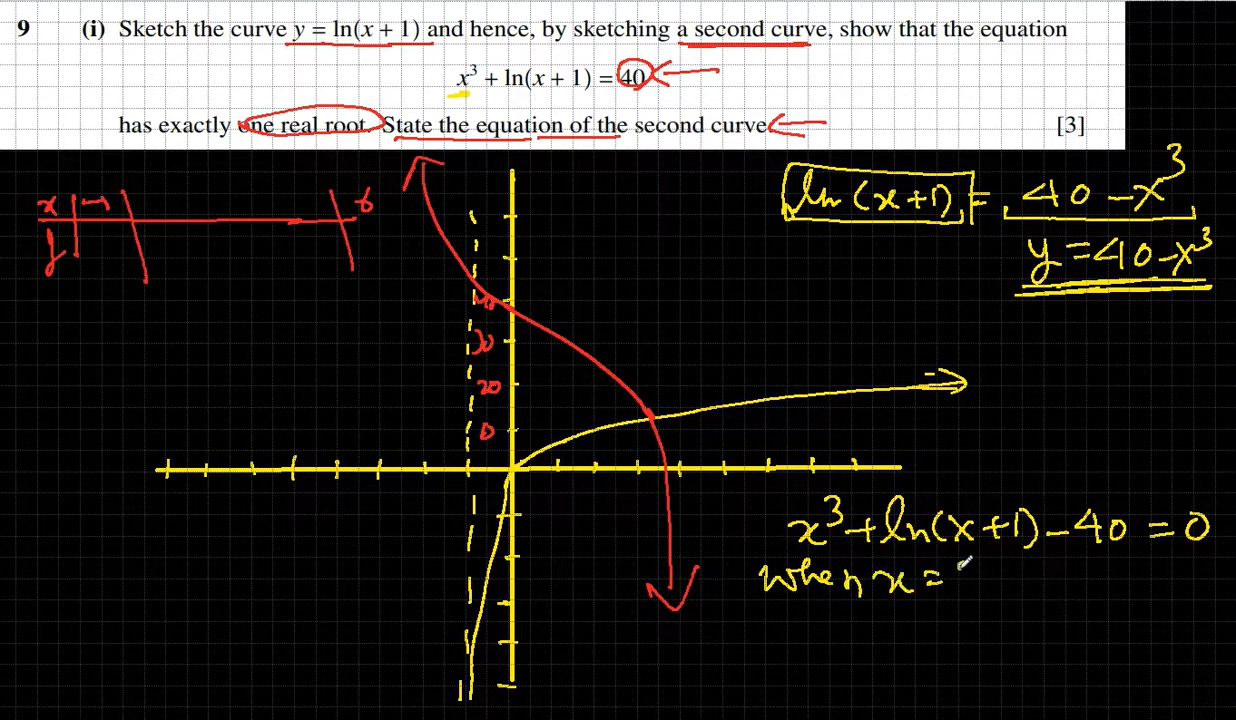 9 (i) Sketch the curve y = ln(x + 1) and hence, by sketching a second curve, show that the equation
x³ + ln(x + 1) = 40
has exactly one real root. State the equation of the second curve. [3]
ln (x+1) = 40 - x³
y = 40 - x³
x
y
30
20
x³ + ln(x+1) - 40 = 0
when x =